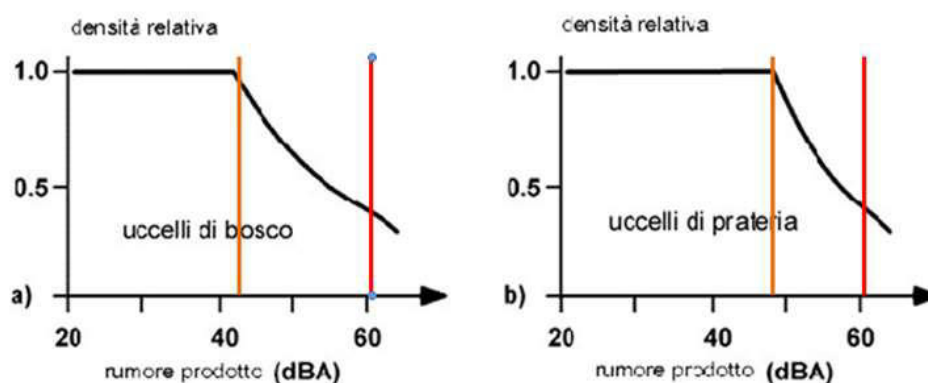 densità relativa
1.0
0.5
uccelli di bosco
a)
20 40 60
rumore prodotto (dBA)
densità relativa
1.0
0.5
uccelli di prateria
b)
20 40 60
rumore prodotto (dBA)